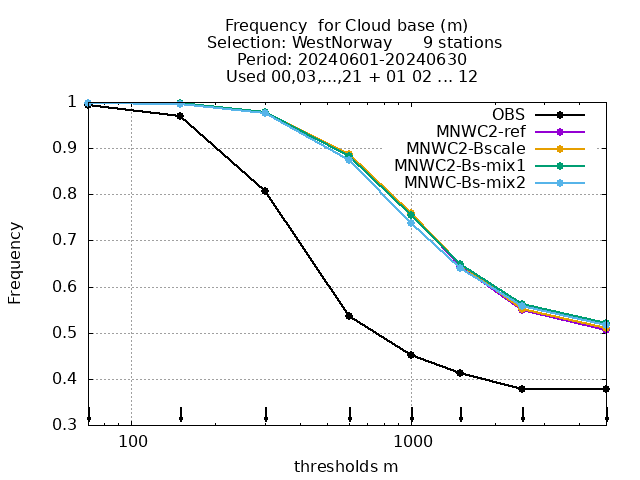 Frequency  for Cloud base (m)
Selection: WestNorway      9 stations
Period: 20240601-20240630
Used 00,03,...,21 + 01 02 ... 12
OBS
MNWC2-ref
MNWC2-Bscale
MNWC2-Bs-mix1
MNWC-Bs-mix2
Frequency
1
0.9
0.8
0.7
0.6
0.5
0.4
0.3
100 1000
thresholds m